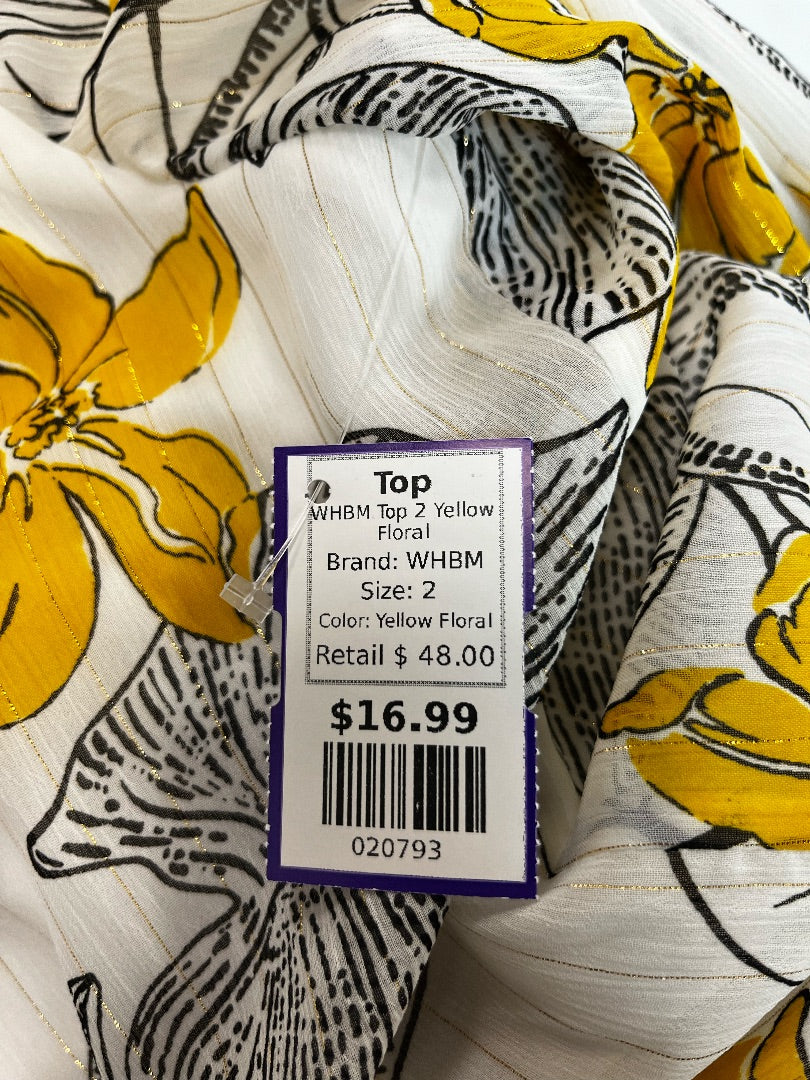 Top
WHBM Top 2 Yellow
Floral
Brand: WHBM
Size: 2
Color: Yellow Floral
Retail $ 48.00
$16.99
020793